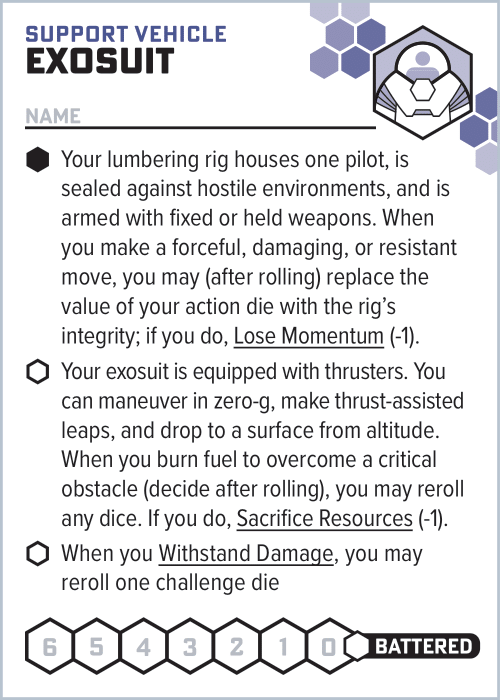 SUPPORT VEHICLE
EXOSUIT
NAME
Your lumbering rig houses one pilot, is
sealed against hostile environments, and is
armed with fixed or held weapons. When
you make a forceful, damaging, or resistant
move, you may (after rolling) replace the
value of your action die with the rig’s
integrity; if you do, Lose Momentum (-1).
Your exosuit is equipped with thrusters. You
can maneuver in zero-g, make thrust-assisted
leaps, and drop to a surface from altitude.
When you burn fuel to overcome a critical
obstacle (decide after rolling), you may reroll
any dice. If you do, Sacrifice Resources (-1).
When you Withstand Damage, you may
reroll one challenge die
6 5 4 3 2 1 0 BATTERED